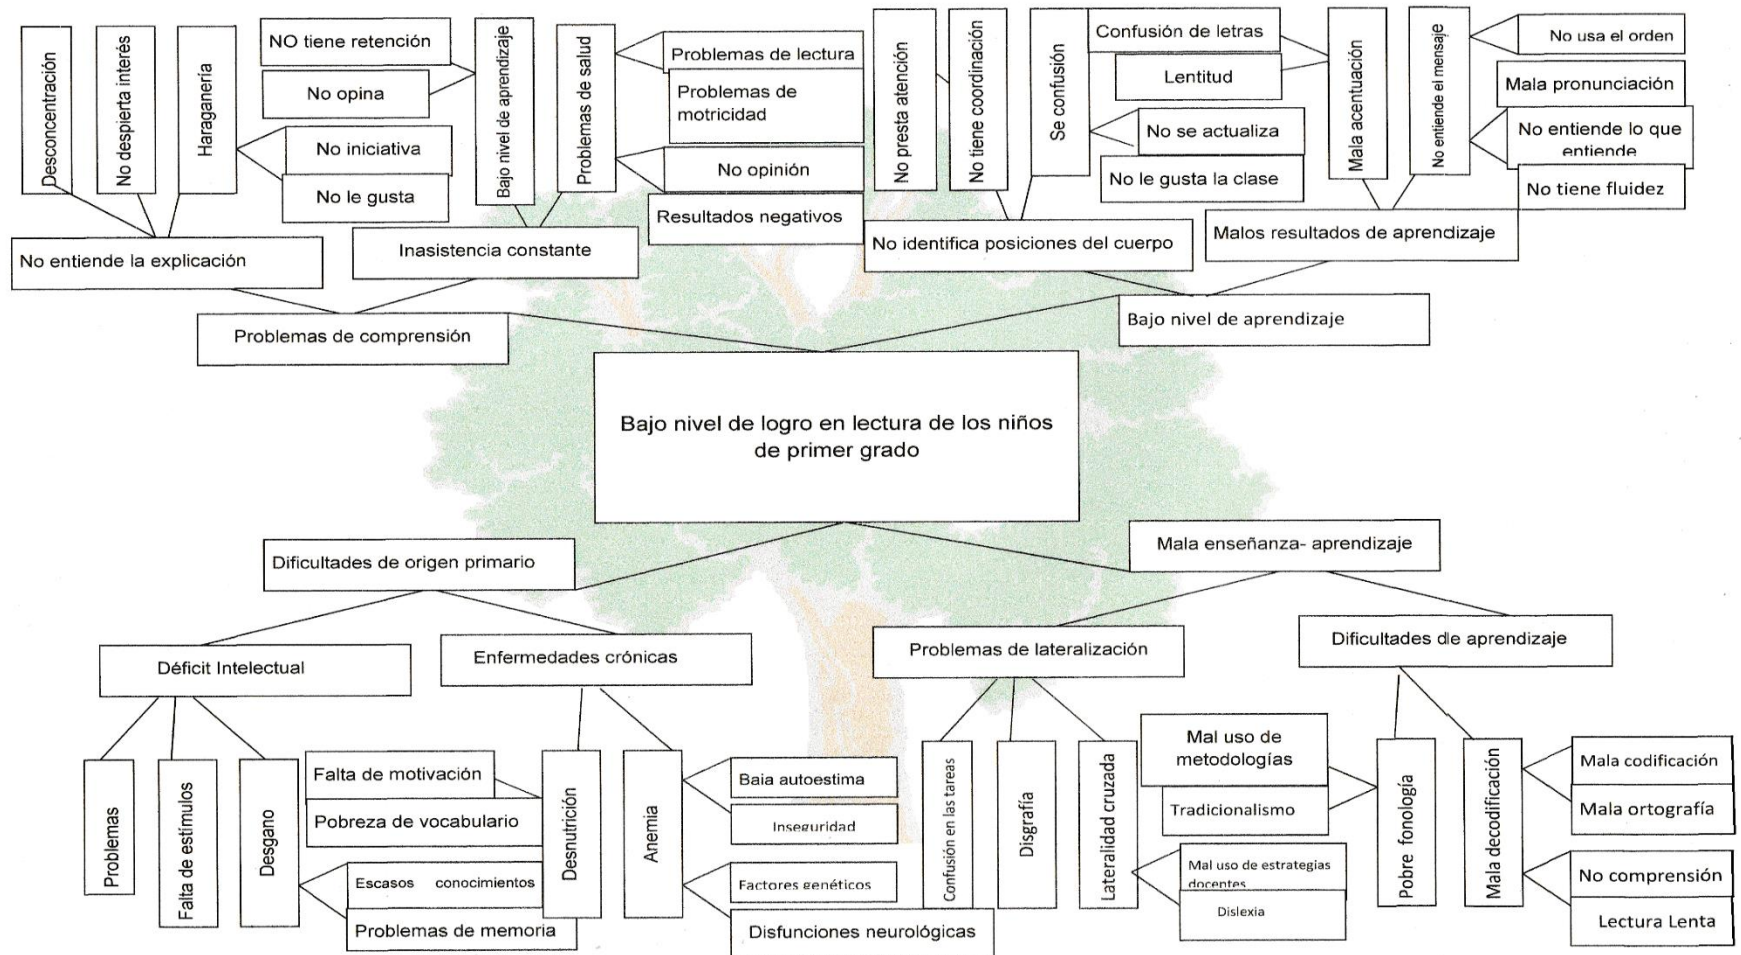 Desconcentración
No despierta interés
Haraganería
NO tiene retención
No opina
No iniciativa
No le gusta
Bajo nivel de aprendizaje
Problemas de salud
Problemas de lectura
Problemas de
motricidad
No opinión
Resultados negativos
No presta atención
No tiene coordinación
Se confusión
Confusión de letras
Lentitud
No se actualiza
No le gusta la clase
Mala acentuación
No entiende el mensaje
No usa el orden
Mala pronunciación
No entiende lo que
entiende
No tiene fluidez
No entiende la explicación
Inasistencia constante
No identifica posiciones del cuerpo
Malos resultados de aprendizaje
Problemas de comprensión
Bajo nivel de aprendizaje
Bajo nivel de logro en lectura de los niños
de primer grado
Dificultades de origen primario
Mala enseñanza- aprendizaje
Déficit Intelectual
Enfermedades crónicas
Problemas de lateralización
Dificultades de aprendizaje
Problemas
Falta de estímulos
Desgano
Falta de motivación
Pobreza de vocabulario
Escasos conocimientos
Problemas de memoria
Desnutrición
Anemia
Baja autoestima
Inseguridad
Factores genéticos
Disfunciones neurológicas
Confusión en las tareas
Disgrafía
Lateralidad cruzada
Mal uso de
metodologías
Tradicionalismo
Mal uso de estrategias
docentes
Dislexia
Pobre fonología
Mala decodificación
Mala codificación
Mala ortografía
No comprensión
Lectura Lenta